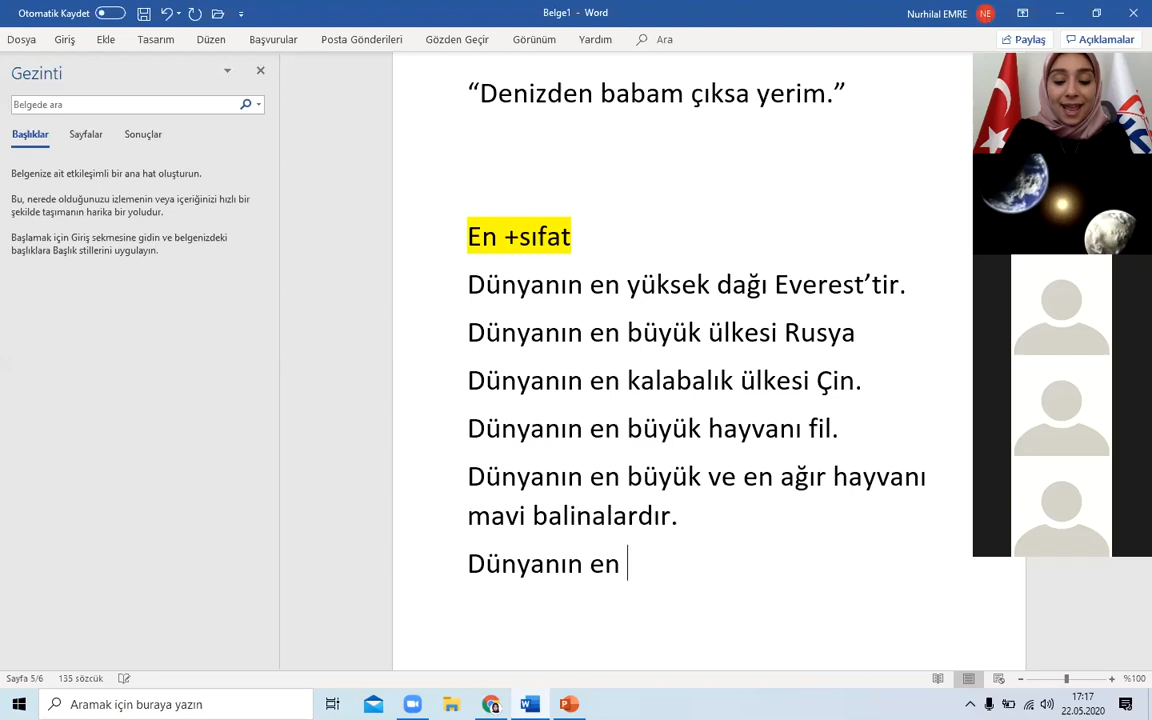 Otomatik Kaydet
Belge1 - Word
Nurhilal EMRE
NE
Dosya Giriş Ekle Tasarım Düzen Başvurular Posta Gönderileri Gözden Geçir Görünüm Yardım Ara
Paylaş
Açıklamalar
Gezinti
Belgede ara
Başlıklar Sayfalar Sonuçlar
Belgenize ait etkileşimli bir ana hat oluşturun.
Bu, nerede olduğunuzu izlemenin veya içeriğinizi hızlı bir
şekilde taşımanın harika bir yoludur.
Başlamak için Giriş sekmesine gidin ve belgenizdeki
başlıklara Başlık stillerini uygulayın.
“Denizden babam çıksa yerim.”
En +sıfat
Dünyanın en yüksek dağı Everest’tir.
Dünyanın en büyük ülkesi Rusya
Dünyanın en kalabalık ülkesi Çin.
Dünyanın en büyük hayvanı fil.
Dünyanın en büyük ve en ağır hayvanı
mavi balinalardır.
Dünyanın en
Sayfa 5/6 135 sözcük
%100
Aramak için buraya yazın
17:17
22.05.2020